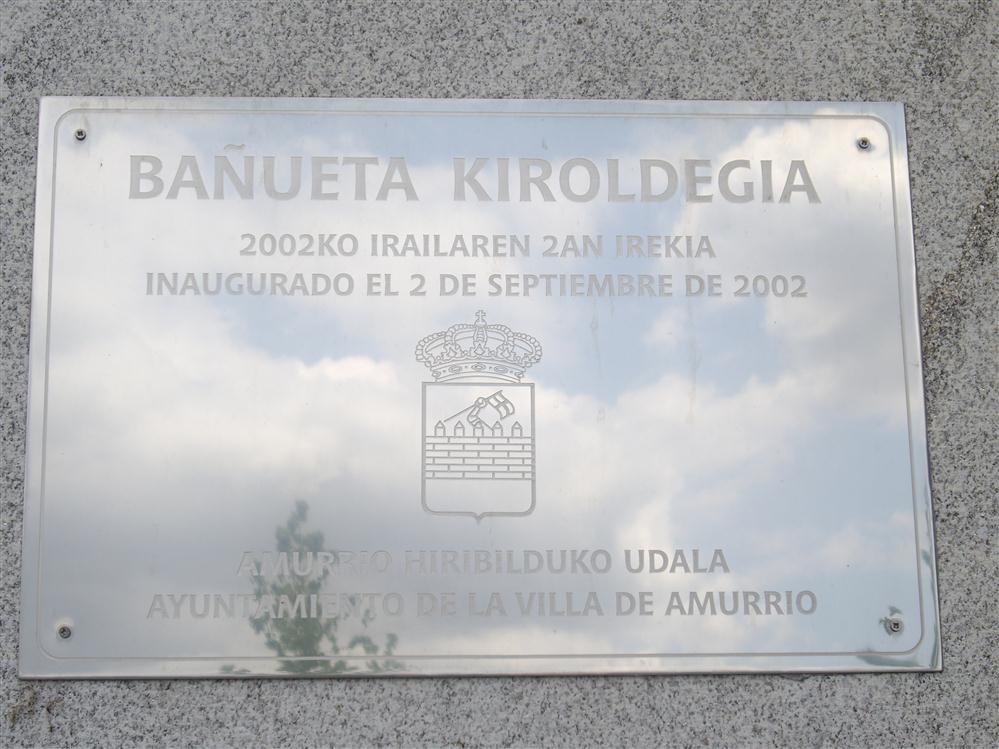 BAÑUETA KIROLDEGIA
2002KO IRAILAREN 2AN IREKIA
INAUGURADO EL 2 DE SEPTIEMBRE DE 2002
AMURRIO HIRIBILDUKO UDALA
AYUNTAMIENTO DE LA VILLA DE AMURRIO